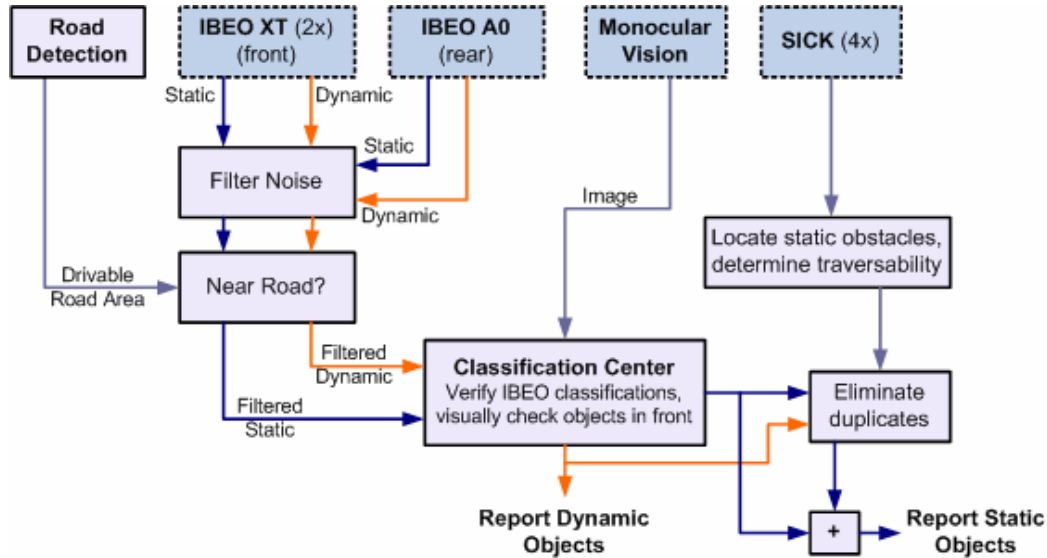 Road
Detection
IBEO XT (2x)
(front)
IBEO A0
(rear)
Monocular
Vision
SICK (4x)
Static
Dynamic
Static
Filter Noise
Dynamic
Image
Locate static obstacles,
determine traversability
Drivable
Road Area
Near Road?
Filtered
Dynamic
Classification Center
Verify IBEO classifications,
visually check objects in front
Filtered
Static
Eliminate
duplicates
Report Dynamic
Objects
+
Report Static
Objects